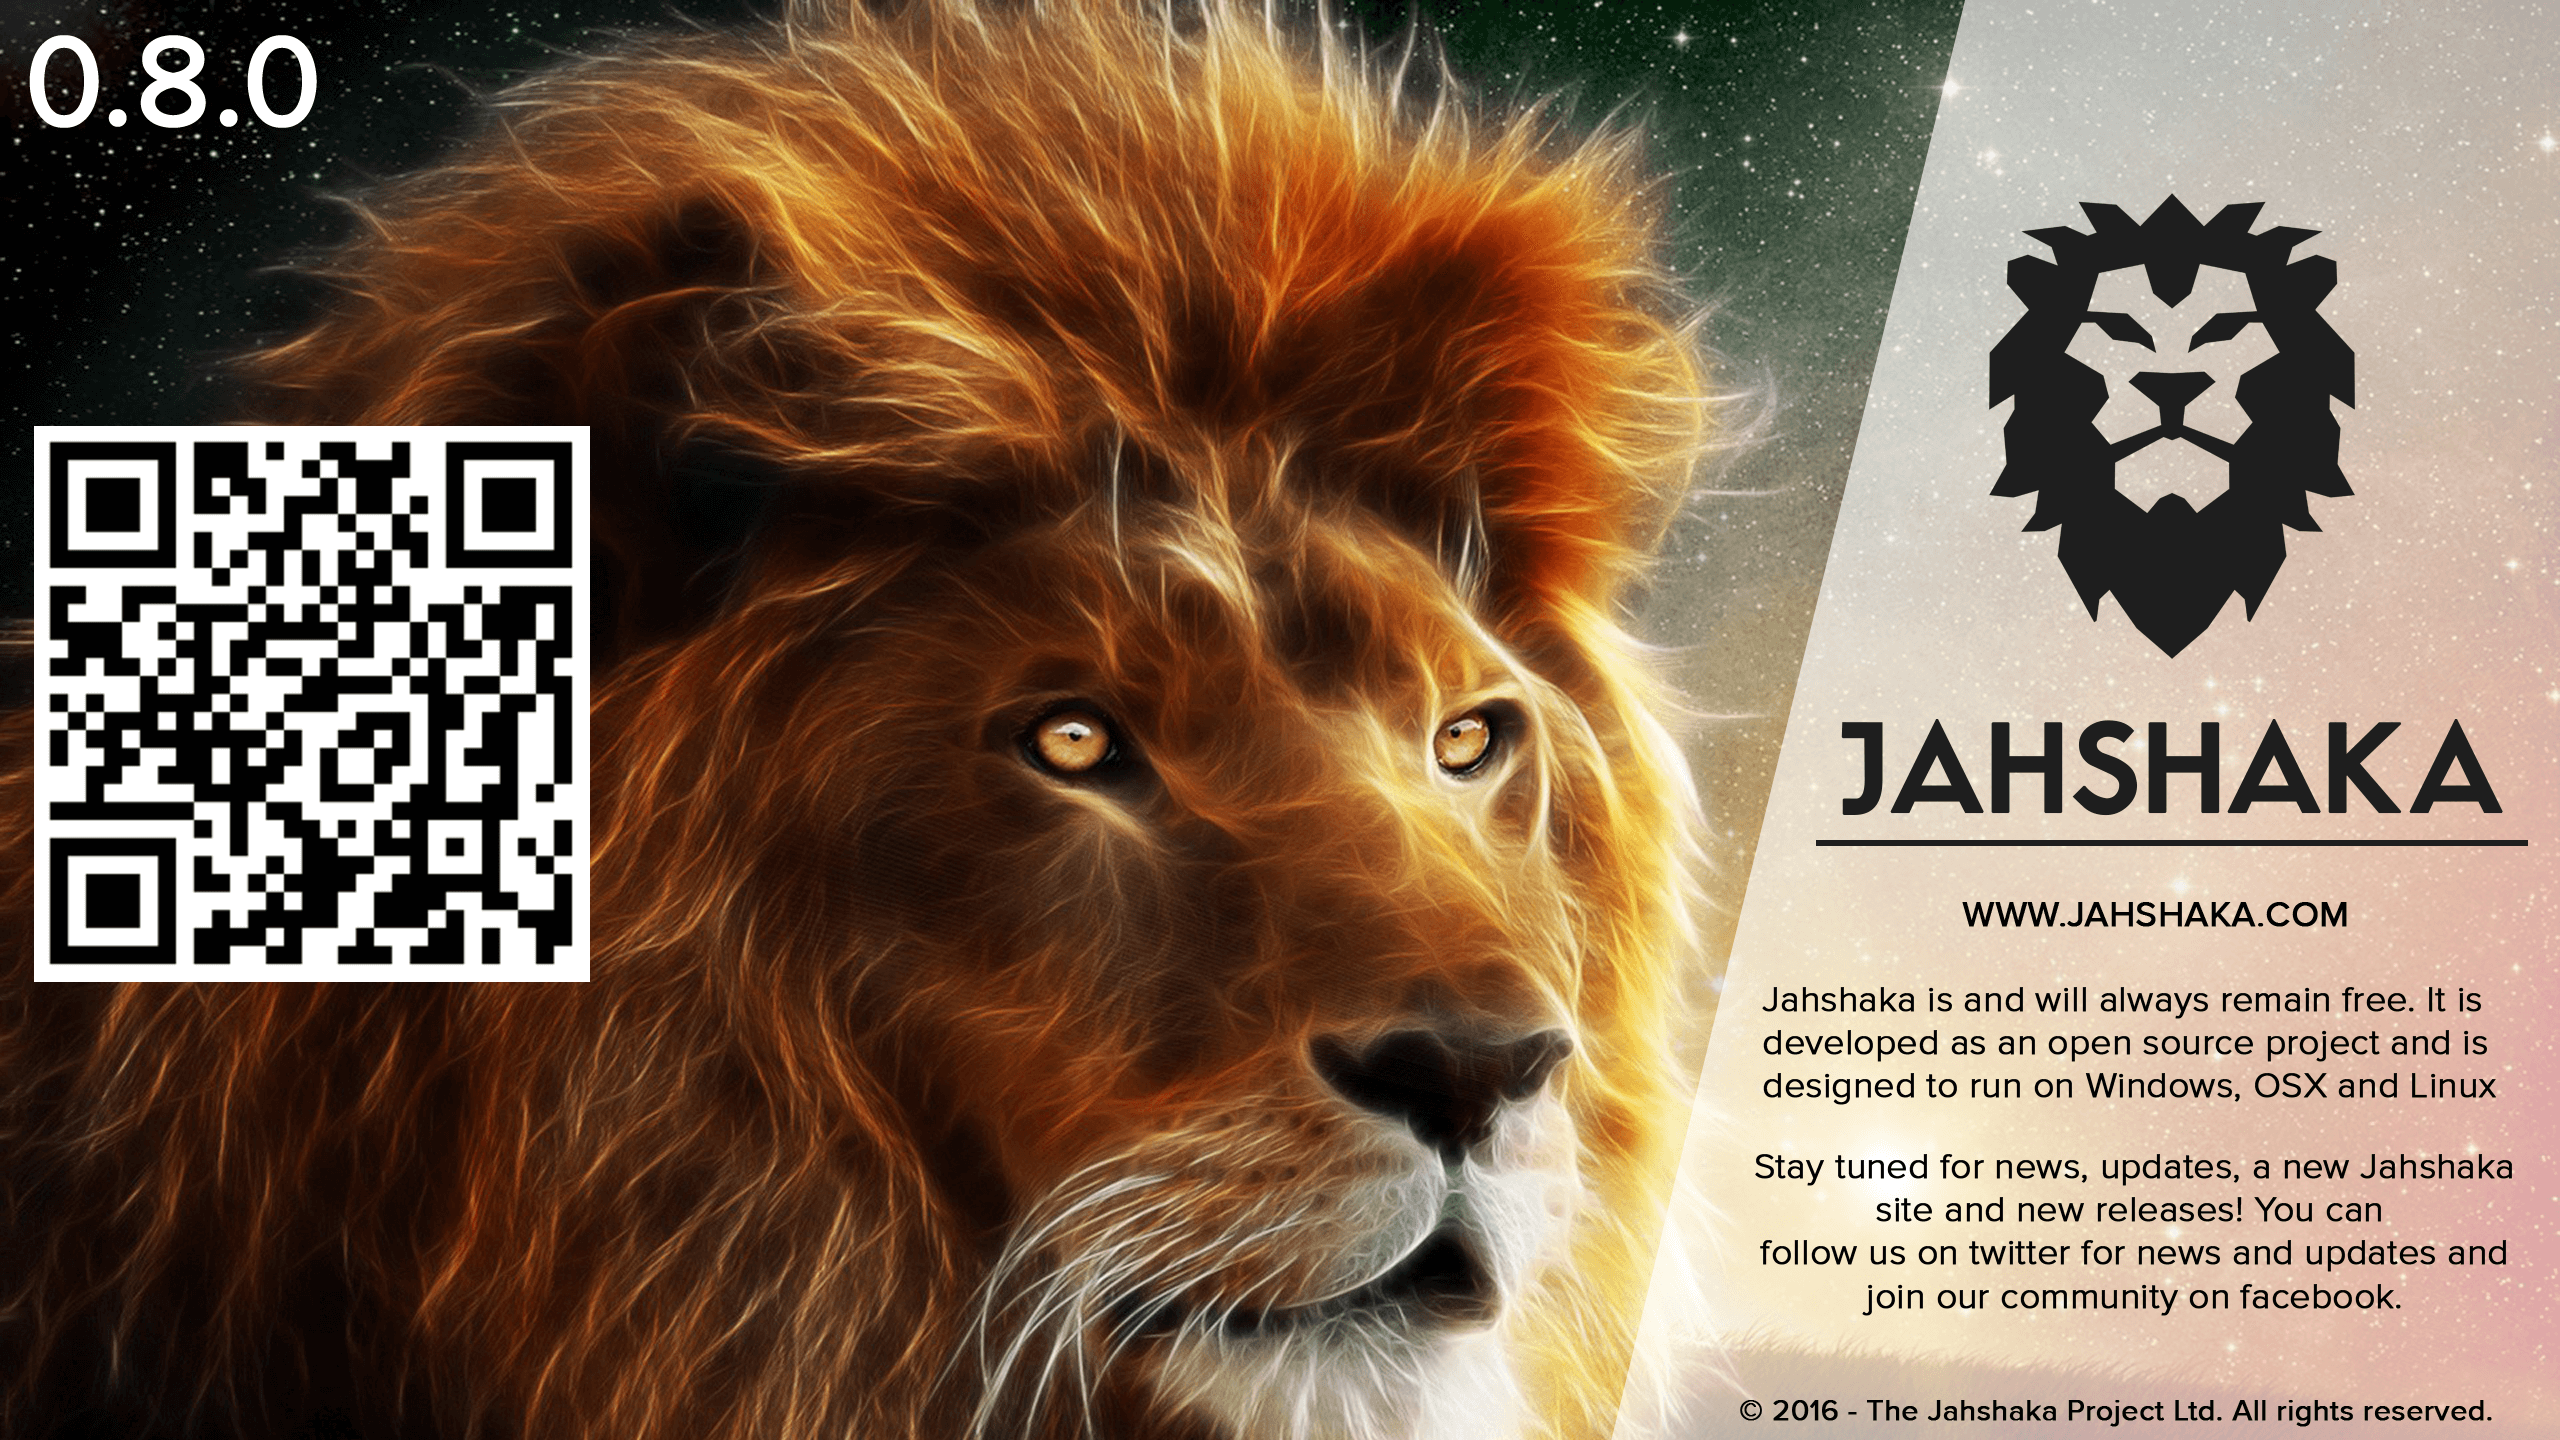 0.8.0
JAHSHAKA
WWW.JAHSHAKA.COM
Jahshaka is and will always remain free. It is
developed as an open source project and is
designed to run on Windows, OSX and Linux
Stay tuned for news, updates, a new Jahshaka
site and new releases! You can
follow us on twitter for news and updates and
join our community on facebook.
© 2016 - The Jahshaka Project Ltd. All rights reserved.